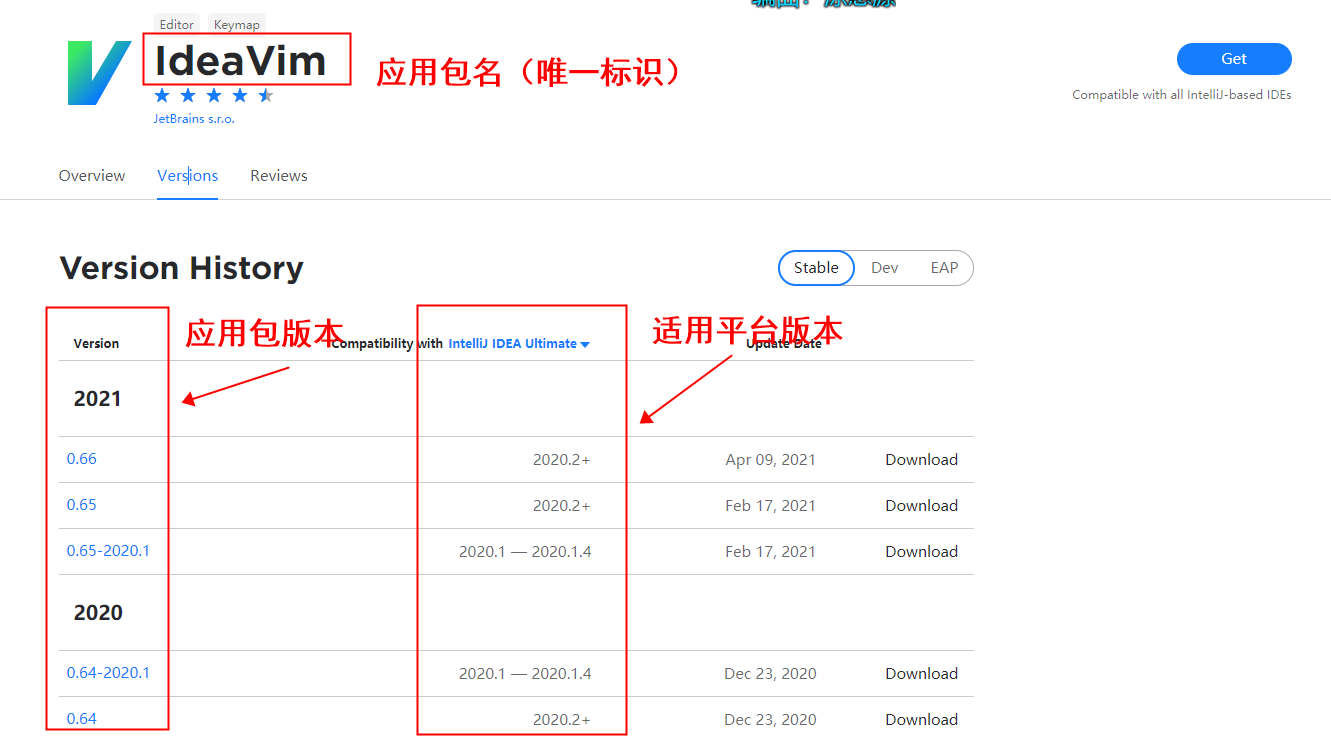 Editor Keymap
IdeaVim
应用包名（唯一标识）
Get
JetBrains s.r.o.
Compatible with all IntelliJ-based IDEs
Overview Versions Reviews
Version History
Stable Dev EAP
应用包版本
适用平台版本
Version Compatibility with IntelliJ IDEA Ultimate Update Date
2021
0.66 2020.2+ Apr 09, 2021 Download
0.65 2020.2+ Feb 17, 2021 Download
0.65-2020.1 2020.1 — 2020.1.4 Feb 17, 2021 Download
2020
0.64-2020.1 2020.1 — 2020.1.4 Dec 23, 2020 Download
0.64 2020.2+ Dec 23, 2020 Download